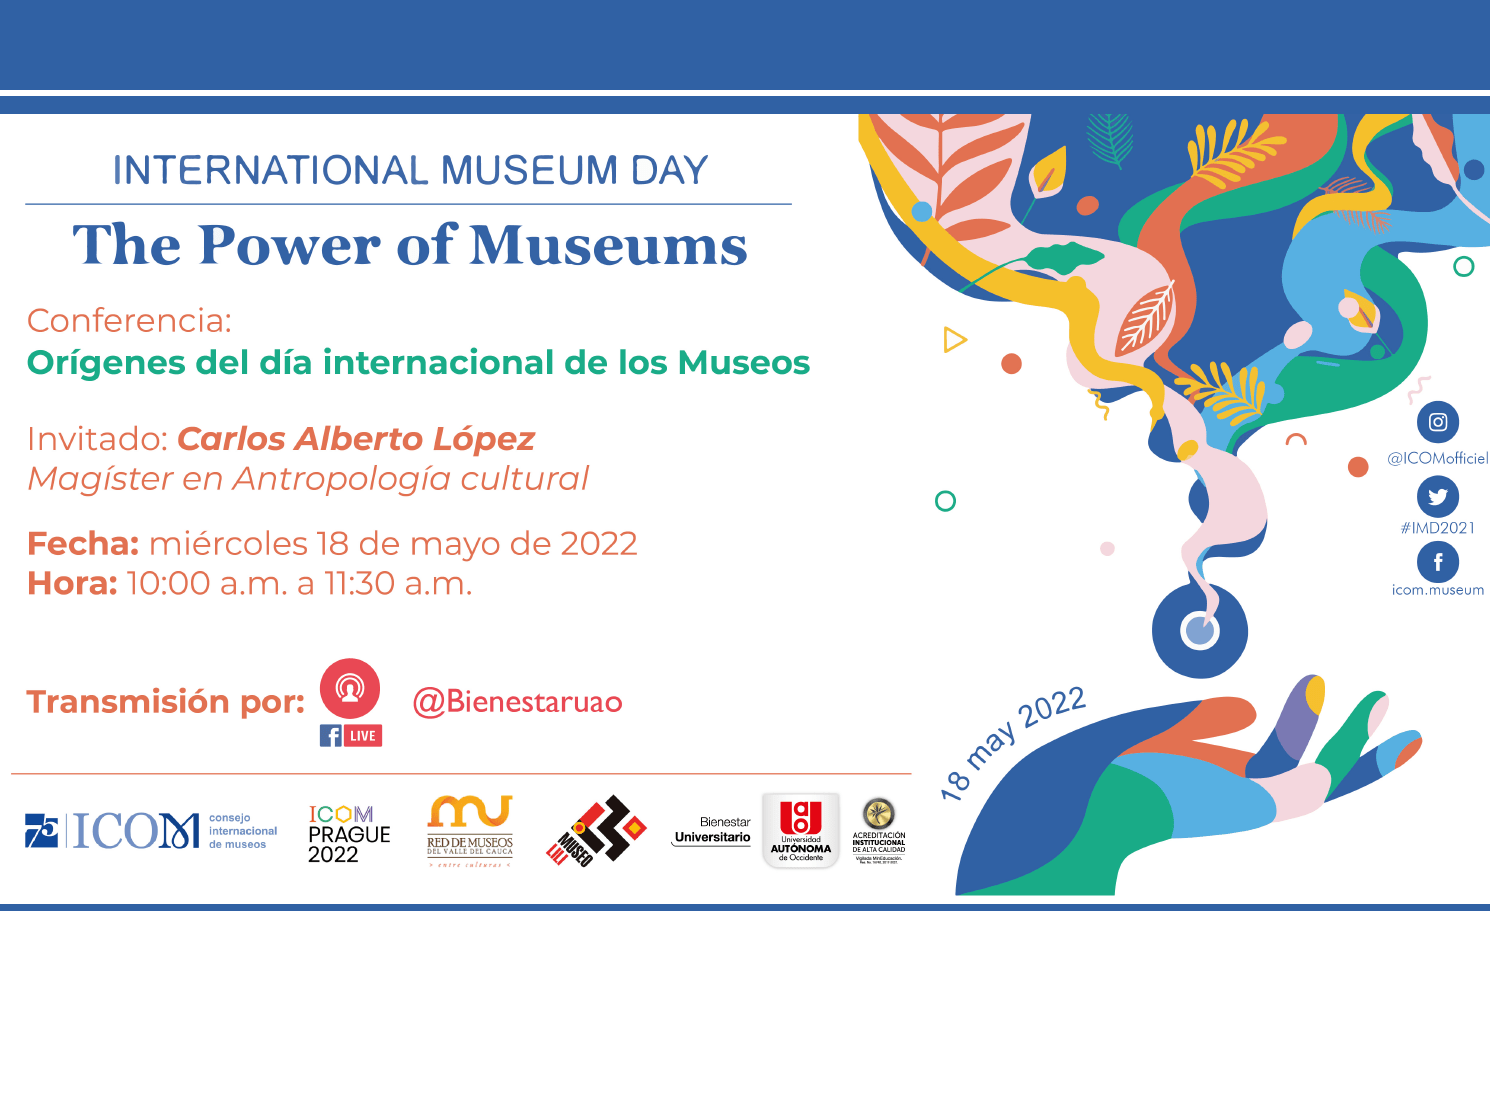 INTERNATIONAL MUSEUM DAY
The Power of Museums
Conferencia:
Orígenes del día internacional de los Museos
Invitado: Carlos Alberto López
Magíster en Antropología cultural
Fecha: miércoles 18 de mayo de 2022
Hora: 10:00 a.m. a 11:30 a.m.
Transmisión por:
f LIVE
@Bienestaruao
@ICOMofficiel
#IMD2021
f
icom.museum
18 may 2022
75 ICOM
consejo
internacional
de museos
ICOM
PRAGUE
2022
mu
RED DE MUSEOS
DEL VALLE DEL CAUCA
> entre culturas <
MUSEO
LILI
Bienestar
Universitario
uao
Universidad
AUTÓNOMA
de Occidente
ACREDITACIÓN
INSTITUCIONAL
DE ALTA CALIDAD
Vigilada MinEducación.